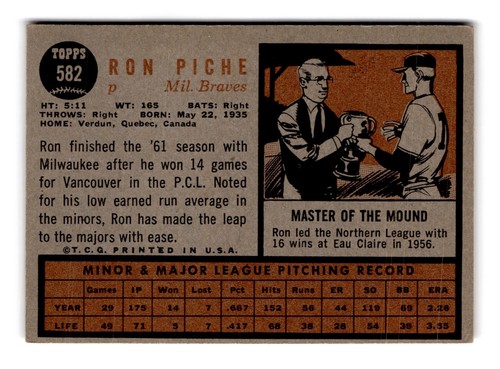 TOPPS
582
RON PICHE
p Mil. Braves
HT: 5:11 WT: 165 BATS: Right
THROWS: Right BORN: May 22, 1935
HOME: Verdun, Quebec, Canada
Ron finished the '61 season with
Milwaukee after he won 14 games
for Vancouver in the P.C.L. Noted
for his low earned run average in
the minors, Ron has made the leap
to the majors with ease.
©T.C.G. PRINTED IN U.S.A.
MASTER OF THE MOUND
Ron led the Northern League with
16 wins at Eau Claire in 1956.
MINOR & MAJOR LEAGUE PITCHING RECORD
Games IP Won Lost Pct. Hits Runs ER SO BB ERA
YEAR 29 175 14 7 .667 152 56 44 119 69 2.26
LIFE 49 71 5 7 .417 68 38 28 54 39 3.55